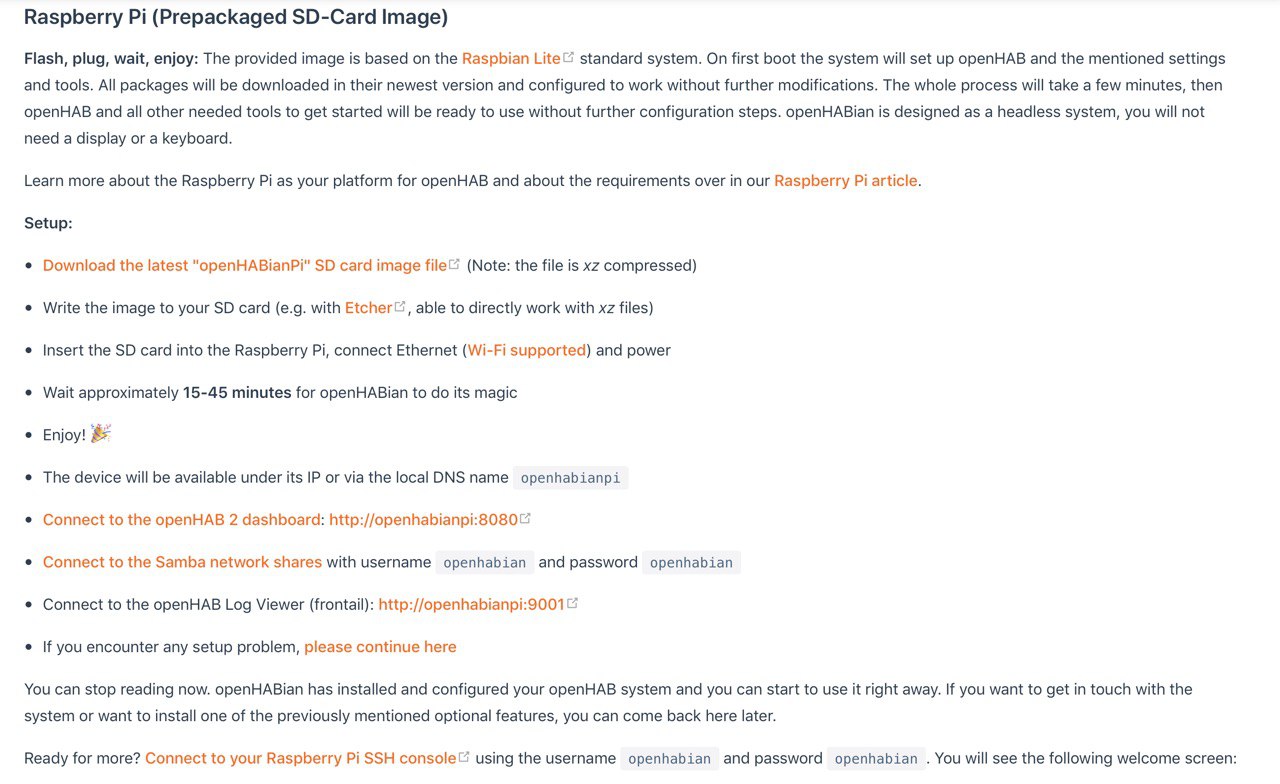 Raspberry Pi (Prepackaged SD-Card Image)
Flash, plug, wait, enjoy: The provided image is based on the Raspbian Lite standard system. On first boot the system will set up openHAB and the mentioned settings
and tools. All packages will be downloaded in their newest version and configured to work without further modifications. The whole process will take a few minutes, then
openHAB and all other needed tools to get started will be ready to use without further configuration steps. openHABian is designed as a headless system, you will not
need a display or a keyboard.
Learn more about the Raspberry Pi as your platform for openHAB and about the requirements over in our Raspberry Pi article.
Setup:
• Download the latest "openHABianPi" SD card image file (Note: the file is xz compressed)
• Write the image to your SD card (e.g. with Etcher, able to directly work with xz files)
• Insert the SD card into the Raspberry Pi, connect Ethernet (Wi-Fi supported) and power
• Wait approximately 15-45 minutes for openHABian to do its magic
• Enjoy! 🎉
• The device will be available under its IP or via the local DNS name openhabianpi
• Connect to the openHAB 2 dashboard: http://openhabianpi:8080
• Connect to the Samba network shares with username openhabian and password openhabian
• Connect to the openHAB Log Viewer (frontail): http://openhabianpi:9001
• If you encounter any setup problem, please continue here
You can stop reading now. openHABian has installed and configured your openHAB system and you can start to use it right away. If you want to get in touch with the
system or want to install one of the previously mentioned optional features, you can come back here later.
Ready for more? Connect to your Raspberry Pi SSH console using the username openhabian and password openhabian. You will see the following welcome screen: